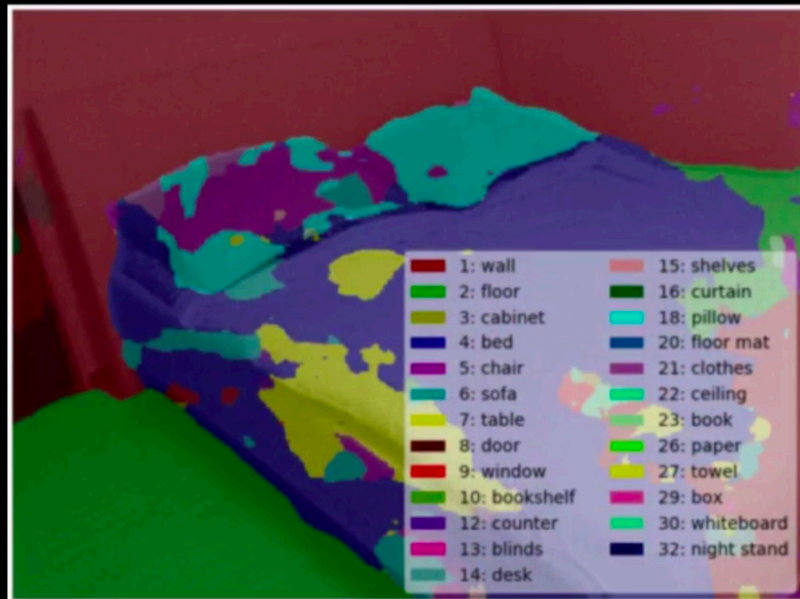 1: wall
2: floor
3: cabinet
4: bed
5: chair
6: sofa
7: table
8: door
9: window
10: bookshelf
12: counter
13: blinds
14: desk
15: shelves
16: curtain
18: pillow
20: floor mat
21: clothes
22: ceiling
23: book
26: paper
27: towel
29: box
30: whiteboard
32: night stand